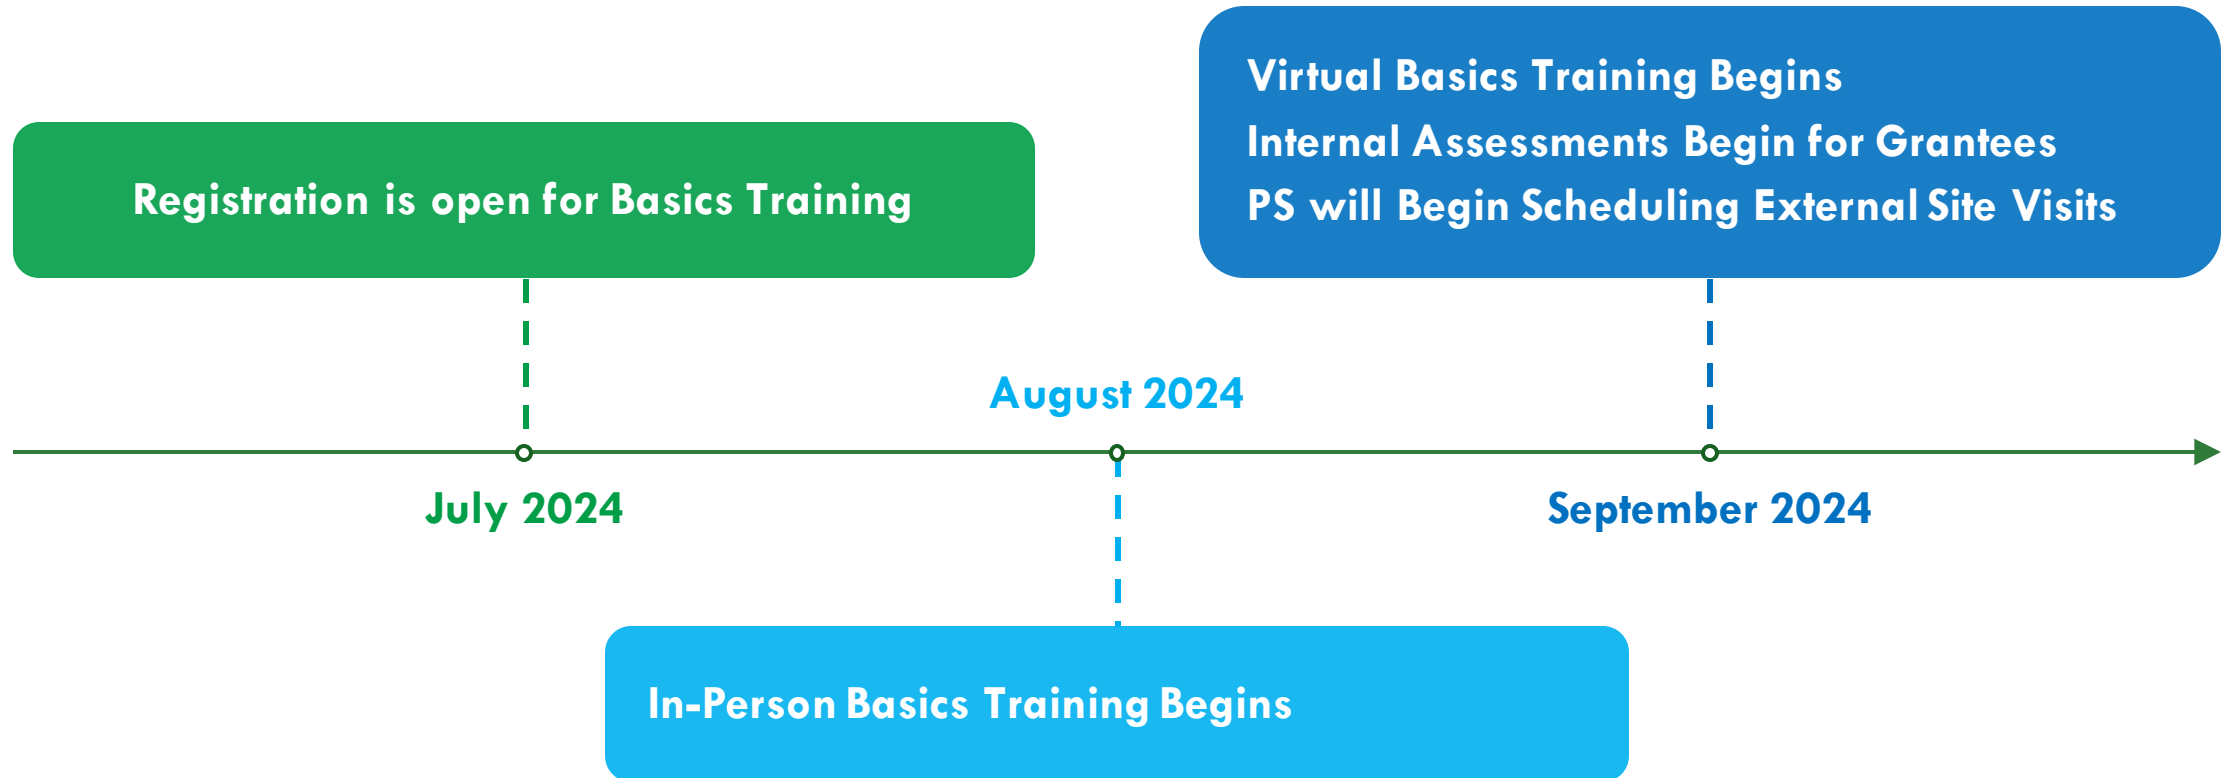 Registration is open for Basics Training
July 2024
August 2024
In-Person Basics Training Begins
Virtual Basics Training Begins
Internal Assessments Begin for Grantees
PS will Begin Scheduling External Site Visits
September 2024